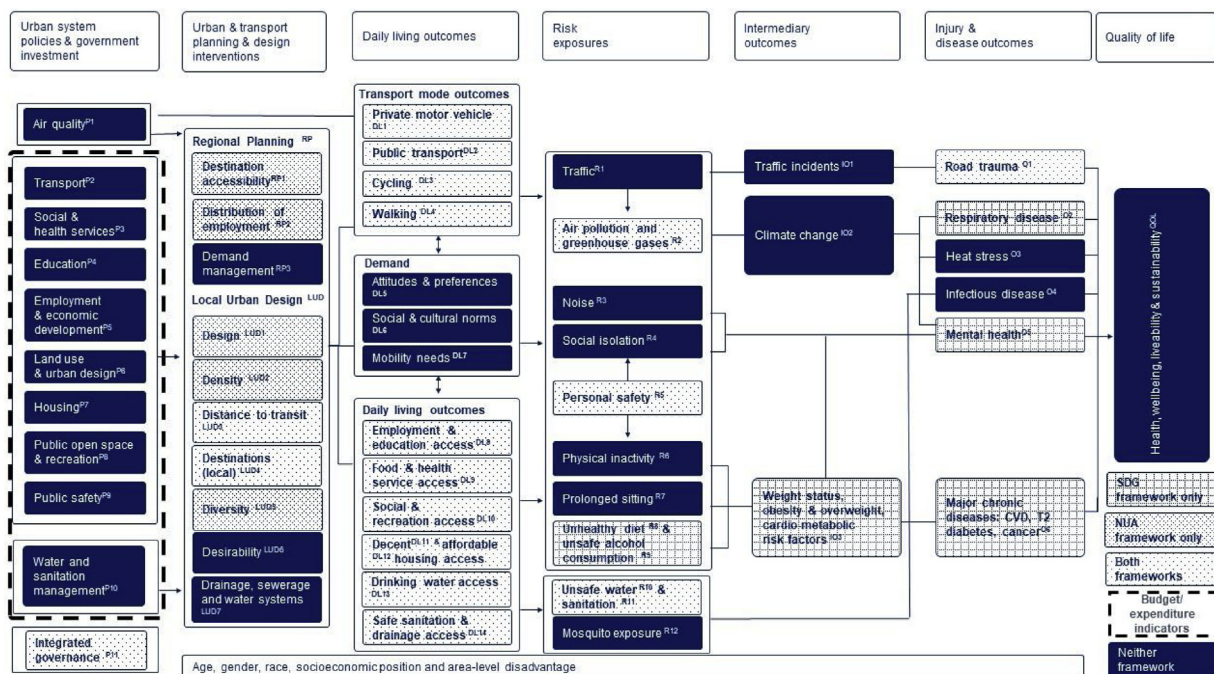 Urban system
policies & government
investment
Urban & transport
planning & design
interventions
Daily living outcomes
Risk
exposures
Intermediary
outcomes
Injury &
disease outcomes
Quality of life
Air quality P1
Transport P2
Social &
health services P3
Education P4
Employment
& economic
development P5
Land use
& urban design P6
Housing P7
Public open space
& recreation P8
Public safety P9
Water and
sanitation
management P10
Integrated
governance P11
Regional Planning RP
Destination
accessibility RP1
Distribution of
employment RP2
Demand
management RP3
Local Urban Design LUD
Design LUD1
Density LUD2
Distance to transit
LUD3
Destinations
(local) LUD4
Diversity LUD5
Desirability LUD6
Drainage, sewerage
and water systems
LUD7
Transport mode outcomes
Private motor vehicle
DL1
Public transport DL2
Cycling DL3
Walking DL4
Demand
Attitudes & preferences
DL5
Social & cultural norms
DL6
Mobility needs DL7
Daily living outcomes
Employment &
education access DL8
Food & health
service access DL9
Social &
recreation access DL10
Decent DL11 & affordable
DL12 housing access
Drinking water access
DL13
Safe sanitation &
drainage access DL14
Traffic R1
Air pollution and
greenhouse gases R2
Noise R3
Social isolation R4
Personal safety R5
Physical inactivity R6
Prolonged sitting R7
Unhealthy diet R8 &
unsafe alcohol
consumption R9
Unsafe water R10 &
sanitation R11
Mosquito exposure R12
Traffic incidents IO1
Climate change IO2
Weight status,
obesity & overweight,
cardio metabolic
risk factors IO3
Road trauma O1
Respiratory disease O2
Heat stress O3
Infectious disease O4
Mental health O5
Major chronic
diseases: CVD, T2
diabetes, cancer O6
Health, wellbeing, liveability & sustainability QOL
SDG
framework only
NUA
framework only
Both
frameworks
Budget/
expenditure
indicators
Neither
framework
Age, gender, race, socioeconomic position and area-level disadvantage